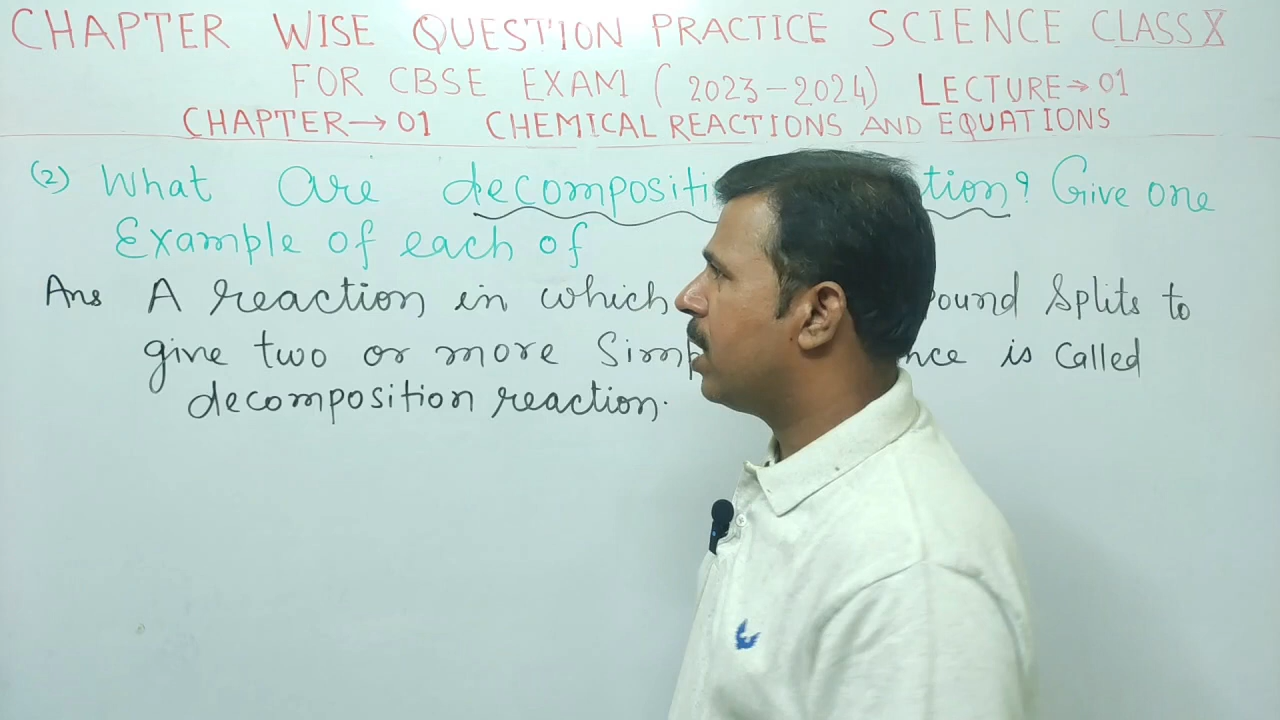 CHAPTER WISE QUESTION PRACTICE SCIENCE CLASS X
FOR CBSE EXAM (2023-2024) LECTURE→01
CHAPTER→01 CHEMICAL REACTIONS AND EQUATIONS
(2) What are decompositi tion? Give one
Example of each of
Ans A reaction in which ound splits to
give two or more Simp nce is called
decomposition reaction.